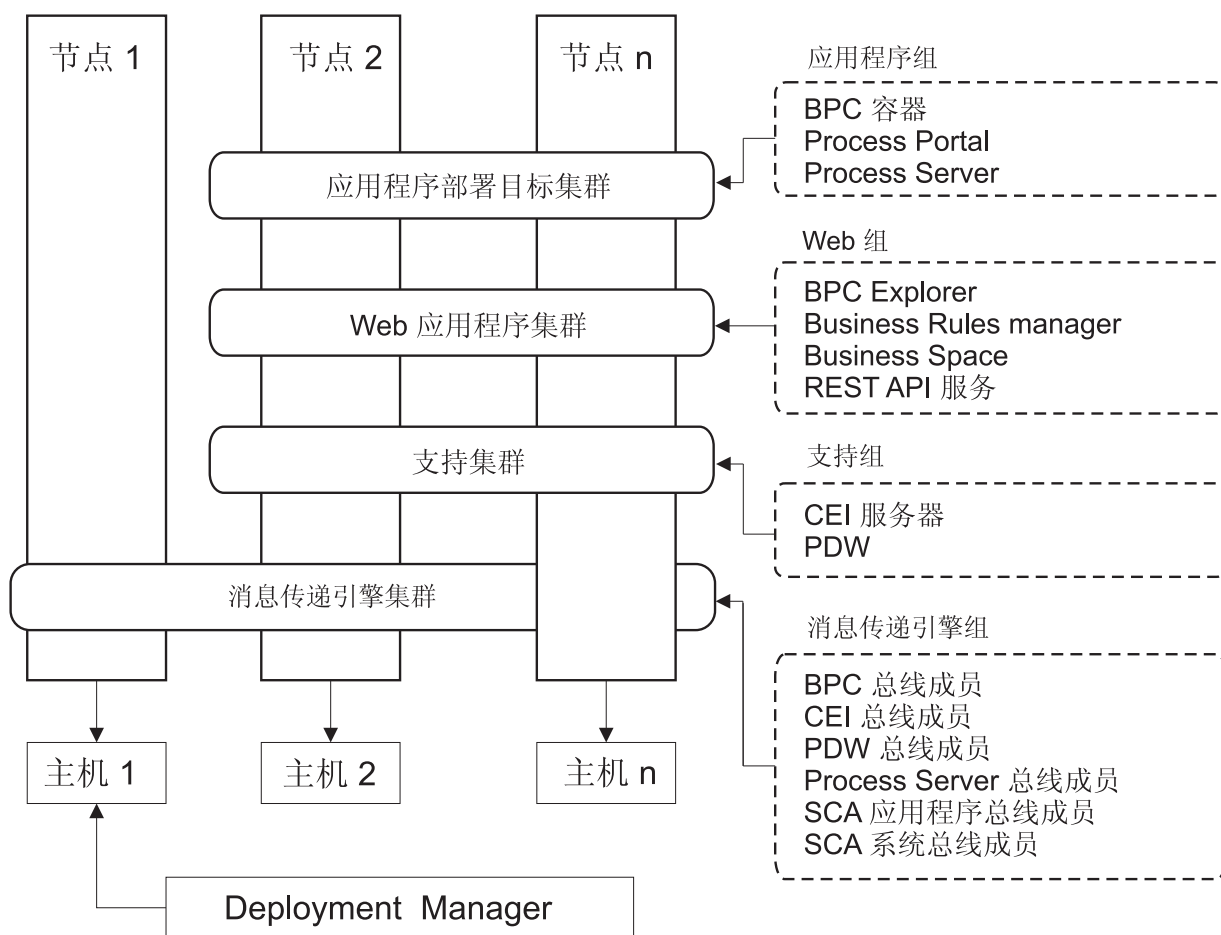 节点 1
节点 2
节点 n
应用程序组
BPC 容器
Process Portal
Process Server
应用程序部署目标集群
Web 组
BPC Explorer
Business Rules manager
Business Space
REST API 服务
Web 应用程序集群
支持集群
支持组
CEI 服务器
PDW
消息传递引擎集群
消息传递引擎组
BPC 总线成员
CEI 总线成员
PDW 总线成员
Process Server 总线成员
SCA 应用程序总线成员
SCA 系统总线成员
主机 1
主机 2
主机 n
Deployment Manager